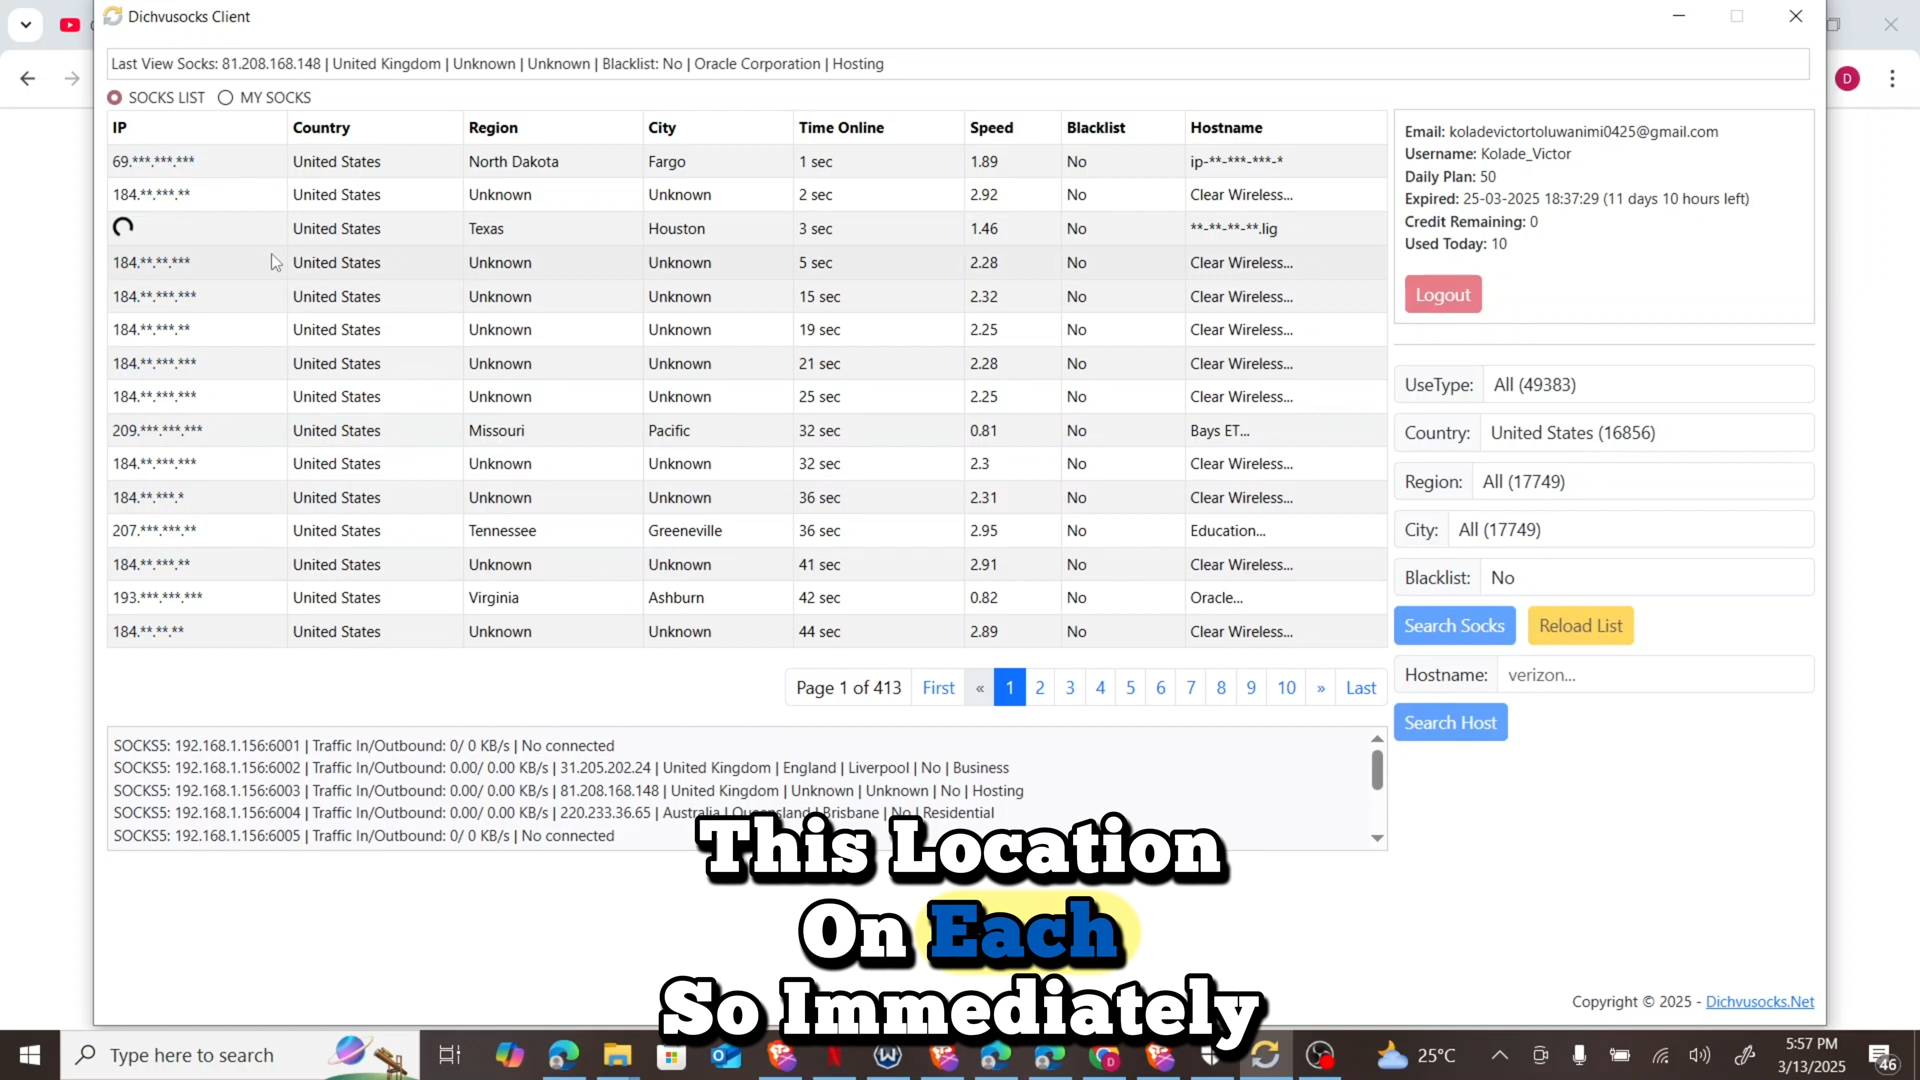 Dichvusocks Client
Last View Socks: 81.208.168.148 | United Kingdom | Unknown | Unknown | Blacklist: No | Oracle Corporation | Hosting
D
SOCKS LIST MY SOCKS
IP Country Region City Time Online Speed Blacklist Hostname
69.***.***.*** United States North Dakota Fargo 1 sec 1.89 No ip-**-***-***-*
184.**.***.** United States Unknown Unknown 2 sec 2.92 No Clear Wireless...
United States Texas Houston 3 sec 1.46 No **-**-**-**.lig
184.**.**.*** United States Unknown Unknown 5 sec 2.28 No Clear Wireless...
184.**.***.*** United States Unknown Unknown 15 sec 2.32 No Clear Wireless...
184.**.***.** United States Unknown Unknown 19 sec 2.25 No Clear Wireless...
184.**.***.*** United States Unknown Unknown 21 sec 2.28 No Clear Wireless...
184.**.***.*** United States Unknown Unknown 25 sec 2.25 No Clear Wireless...
209.***.***.*** United States Missouri Pacific 32 sec 0.81 No Bays ET...
184.**.***.*** United States Unknown Unknown 32 sec 2.3 No Clear Wireless...
184.**.***.* United States Unknown Unknown 36 sec 2.31 No Clear Wireless...
207.***.***.** United States Tennessee Greeneville 36 sec 2.95 No Education...
184.**.***.** United States Unknown Unknown 41 sec 2.91 No Clear Wireless...
193.***.***.*** United States Virginia Ashburn 42 sec 0.82 No Oracle...
184.**.**.** United States Unknown Unknown 44 sec 2.89 No Clear Wireless...
Page 1 of 413 First « 1 2 3 4 5 6 7 8 9 10 » Last
SOCKS5: 192.168.1.156:6001 | Traffic In/Outbound: 0/ 0 KB/s | No connected
SOCKS5: 192.168.1.156:6002 | Traffic In/Outbound: 0.00/ 0.00 KB/s | 31.205.202.24 | United Kingdom | England | Liverpool | No | Business
SOCKS5: 192.168.1.156:6003 | Traffic In/Outbound: 0.00/ 0.00 KB/s | 81.208.168.148 | United Kingdom | Unknown | Unknown | No | Hosting
SOCKS5: 192.168.1.156:6004 | Traffic In/Outbound: 0.00/ 0.00 KB/s | 220.233.36.65 | Australia | Queensland | Brisbane | No | Residential
SOCKS5: 192.168.1.156:6005 | Traffic In/Outbound: 0/ 0 KB/s | No connected
Email: koladevictortoluwanimi0425@gmail.com
Username: Kolade_Victor
Daily Plan: 50
Expired: 25-03-2025 18:37:29 (11 days 10 hours left)
Credit Remaining: 0
Used Today: 10
Logout
UseType: All (49383)
Country: United States (16856)
Region: All (17749)
City: All (17749)
Blacklist: No
Search Socks Reload List
Hostname: verizon...
Search Host
This Location
On Each
So Immediately
Copyright © 2025 - Dichvusocks.Net
Type here to search
25°C
5:57 PM
3/13/2025
46